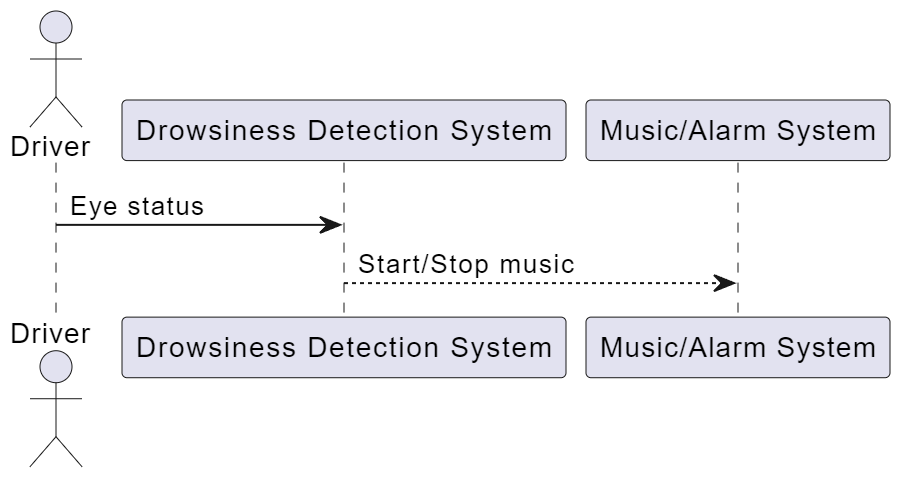 Driver
Drowsiness Detection System
Music/Alarm System
Eye status
Start/Stop music
Driver
Drowsiness Detection System
Music/Alarm System